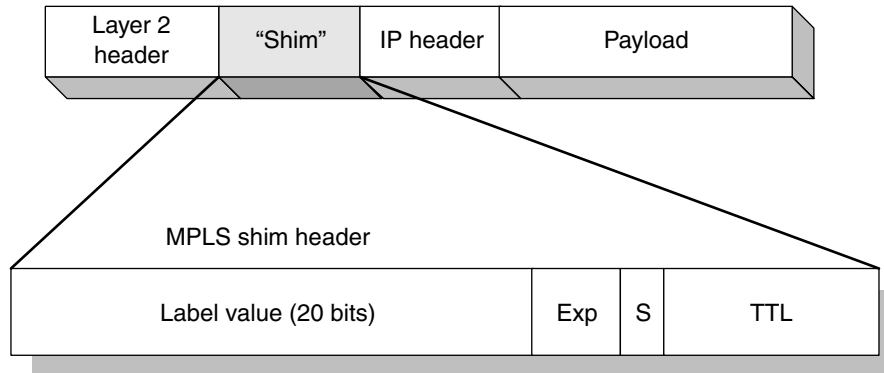 Layer 2
header
“Shim”
IP header
Payload
MPLS shim header
Label value (20 bits)
Exp
S
TTL